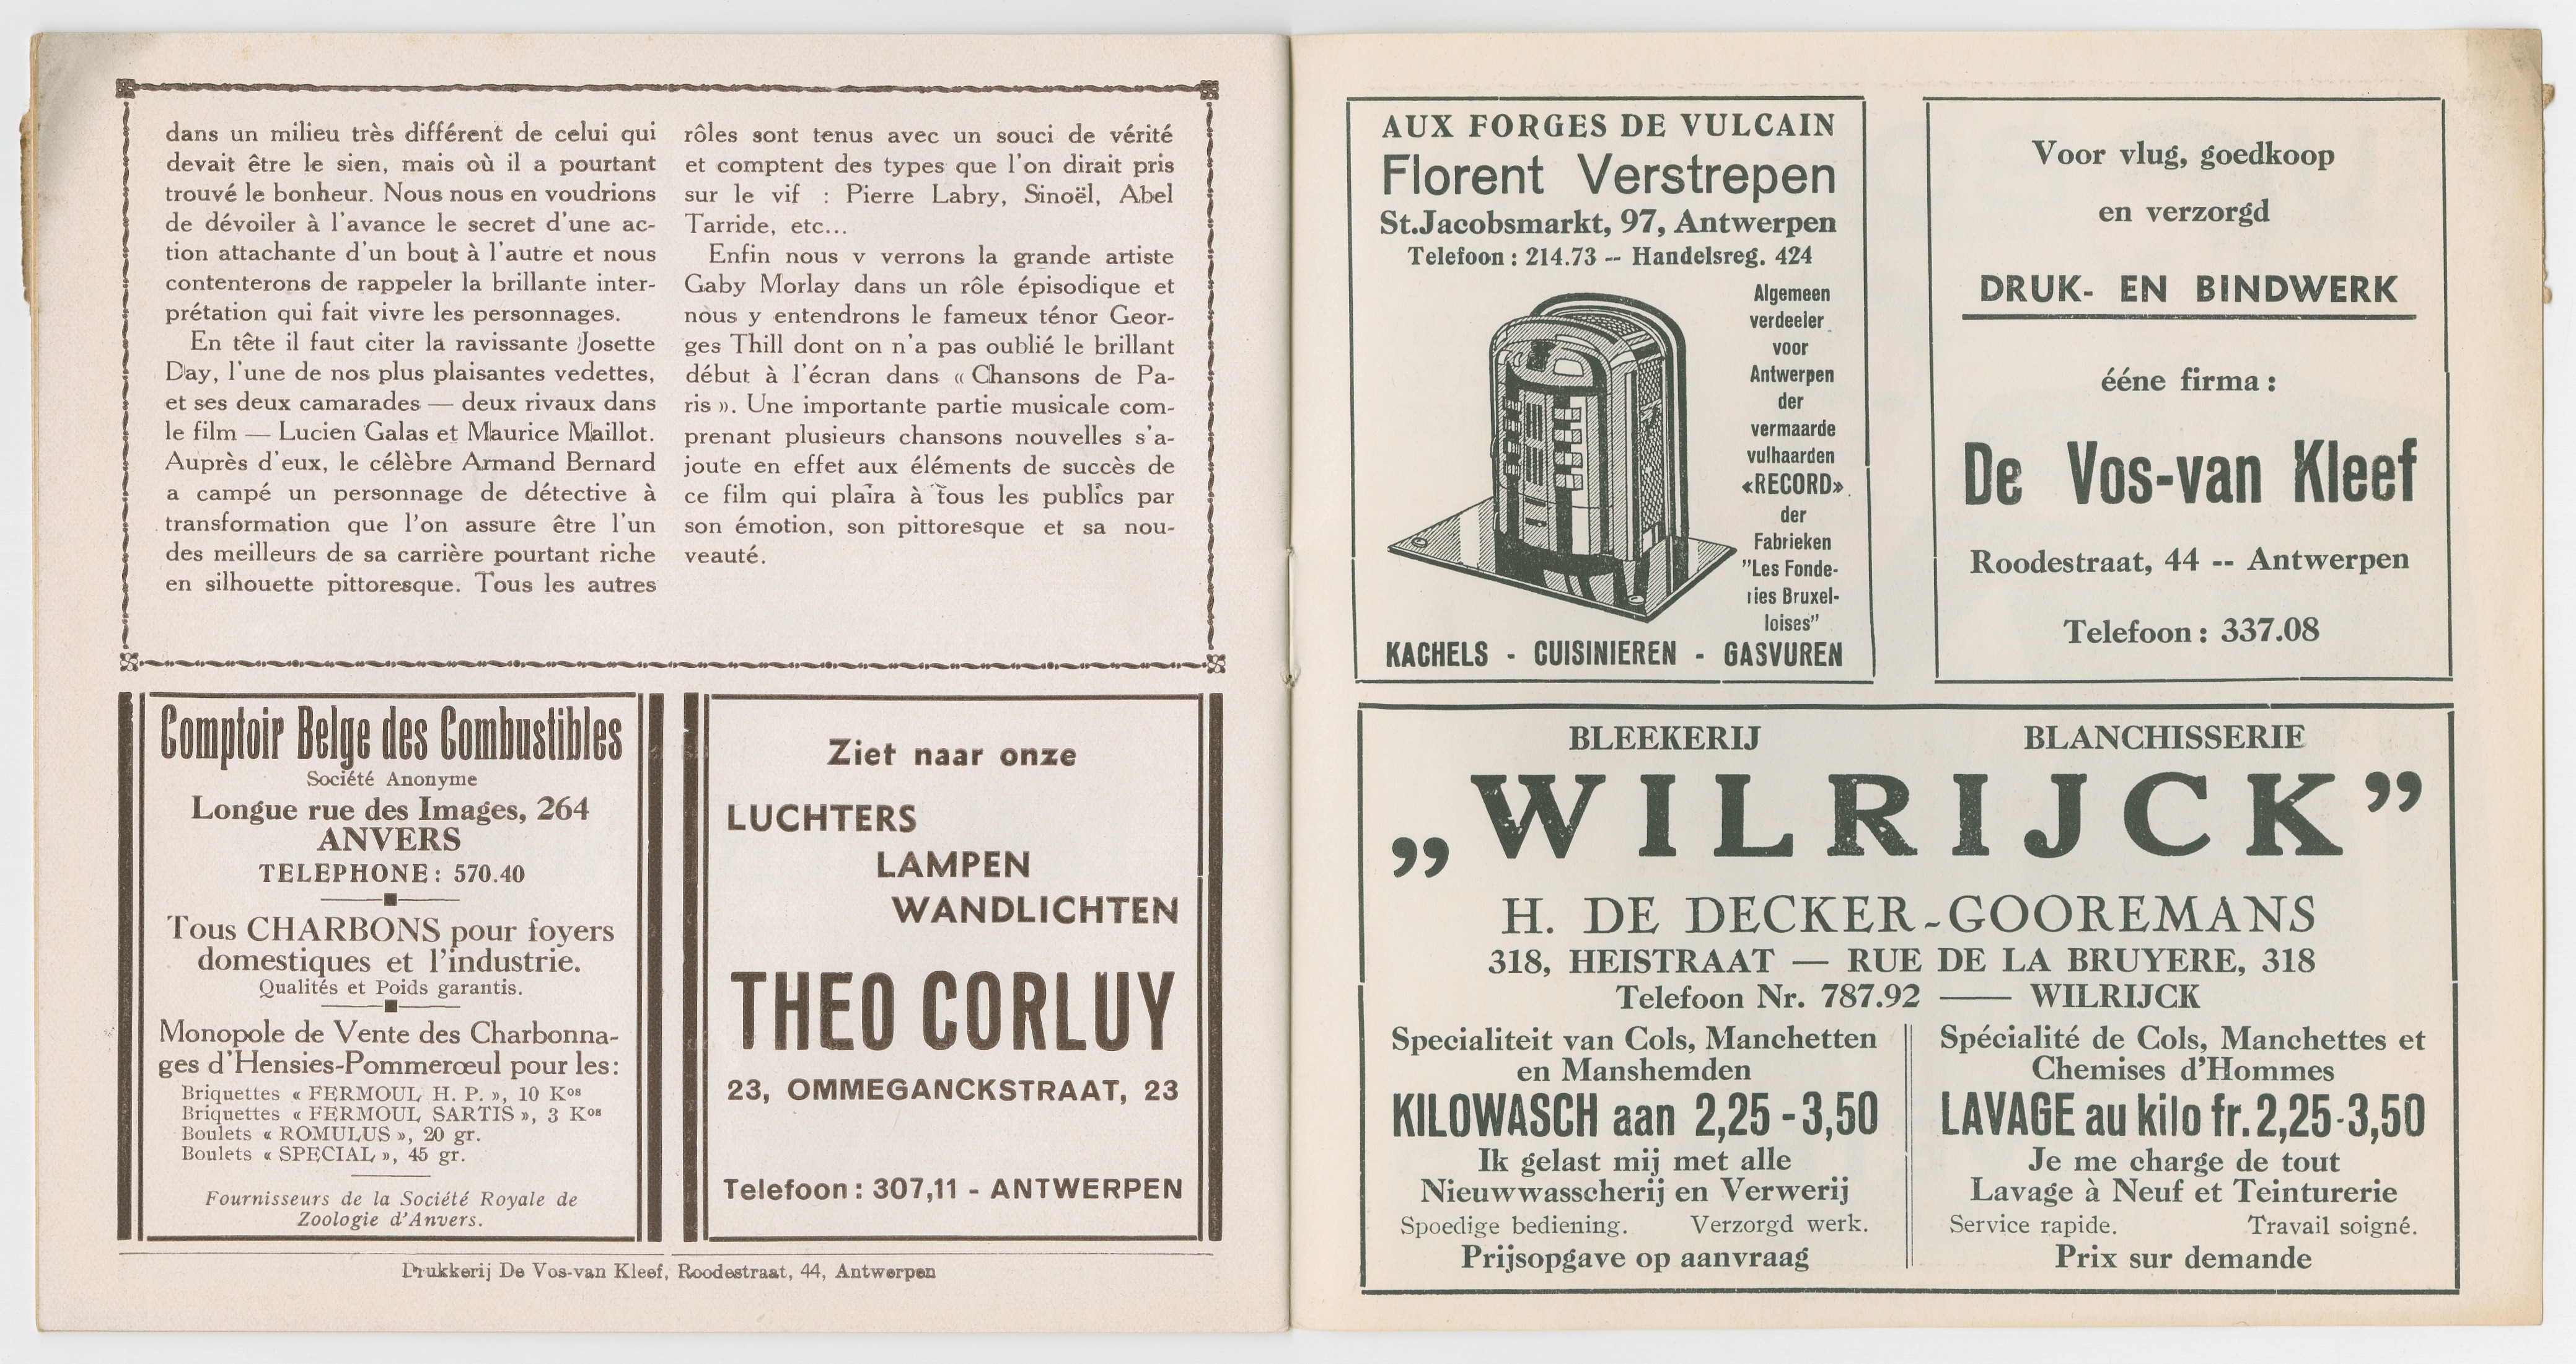 dans un milieu très différent de celui qui
devait être le sien, mais où il a pourtant
trouvé le bonheur. Nous nous en voudrions
de dévoiler à l'avance le secret d'une ac-
tion attachante d'un bout à l'autre et nous
contenterons de rappeler la brillante inter-
prétation qui fait vivre les personnages.
En tête il faut citer la ravissante Josette
Day, l'une de nos plus plaisantes vedettes,
et ses deux camarades — deux rivaux dans
le film — Lucien Galas et Maurice Maillot.
Auprès d'eux, le célèbre Armand Bernard
a campé un personnage de détective à
transformation que l'on assure être l'un
des meilleurs de sa carrière pourtant riche
en silhouette pittoresque. Tous les autres
rôles sont tenus avec un souci de vérité
et comptent des types que l'on dirait pris
sur le vif : Pierre Labry, Sinoël, Abel
Tarride, etc...
Enfin nous v verrons la grande artiste
Gaby Morlay dans un rôle épisodique et
nous y entendrons le fameux ténor Geor-
ges Thill dont on n'a pas oublié le brillant
début à l'écran dans « Chansons de Pa-
ris ». Une importante partie musicale com-
prenant plusieurs chansons nouvelles s'a-
joute en effet aux éléments de succès de
ce film qui plaira à tous les publics par
son émotion, son pittoresque et sa nou-
veauté.
Comptoir Belge des Combustibles
Société Anonyme
Longue rue des Images, 264
ANVERS
TELEPHONE : 570.40
Tous CHARBONS pour foyers
domestiques et l'industrie.
Qualités et Poids garantis.
Monopole de Vente des Charbonna-
ges d'Hensies-Pommerœul pour les :
Briquettes « FERMOUL H. P. », 10 Kos
Briquettes « FERMOUL SARTIS », 3 Kos
Boulets « ROMULUS », 20 gr.
Boulets « SPECIAL », 45 gr.
Fournisseurs de la Société Royale de
Zoologie d'Anvers.
Ziet naar onze
LUCHTERS
LAMPEN
WANDLICHTEN
THEO CORLUY
23, OMMEGANCKSTRAAT, 23
Telefoon : 307,11 - ANTWERPEN
Drukkerij De Vos-van Kleef, Roodestraat, 44, Antwerpen
AUX FORGES DE VULCAIN
Florent Verstrepen
St.Jacobsmarkt, 97, Antwerpen
Telefoon : 214.73 -- Handelsreg. 424
Algemeen
verdeeler
voor
Antwerpen
der
vermaarde
vulhaarden
«RECORD»
der
Fabrieken
"Les Fonde-
ries Bruxel-
loises"
KACHELS - CUISINIEREN - GASVUREN
Voor vlug, goedkoop
en verzorgd
DRUK- EN BINDWERK
ééne firma :
De Vos-van Kleef
Roodestraat, 44 -- Antwerpen
Telefoon : 337.08
BLEEKERIJ BLANCHISSERIE
„WILRIJCK”
H. DE DECKER-GOOREMANS
318, HEISTRAAT — RUE DE LA BRUYERE, 318
Telefoon Nr. 787.92 — WILRIJCK
Specialiteit van Cols, Manchetten
en Manshemden
KILOWASCH aan 2,25 - 3,50
Ik gelast mij met alle
Nieuwwasscherij en Verwerij
Spoedige bediening. Verzorgd werk.
Prijsopgave op aanvraag
Spécialité de Cols, Manchettes et
Chemises d'Hommes
LAVAGE au kilo fr. 2,25-3,50
Je me charge de tout
Lavage à Neuf et Teinturerie
Service rapide. Travail soigné.
Prix sur demande